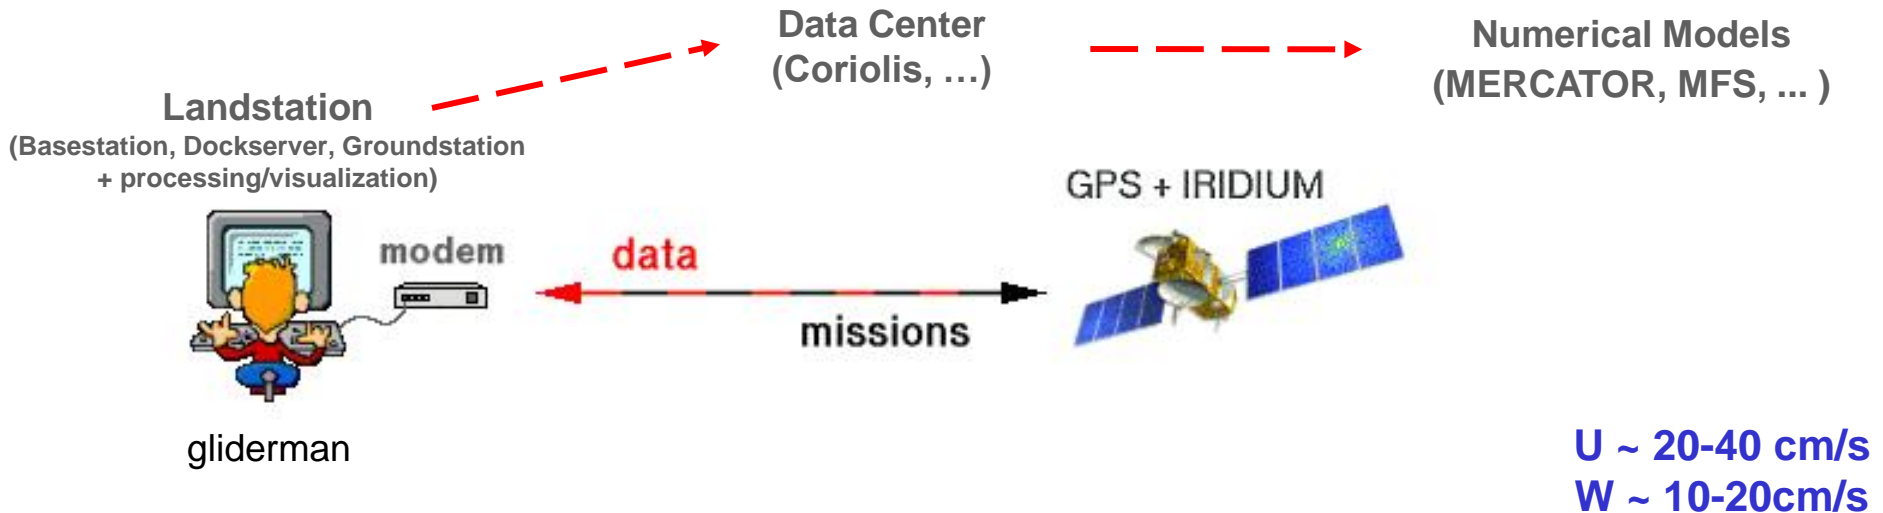 Data Center
(Coriolis, …)
Numerical Models
(MERCATOR, MFS, ... )
Landstation
(Basestation, Dockserver, Groundstation
+ processing/visualization)
GPS + IRIDIUM
modem
data
missions
gliderman
U ~ 20-40 cm/s
W ~ 10-20cm/s